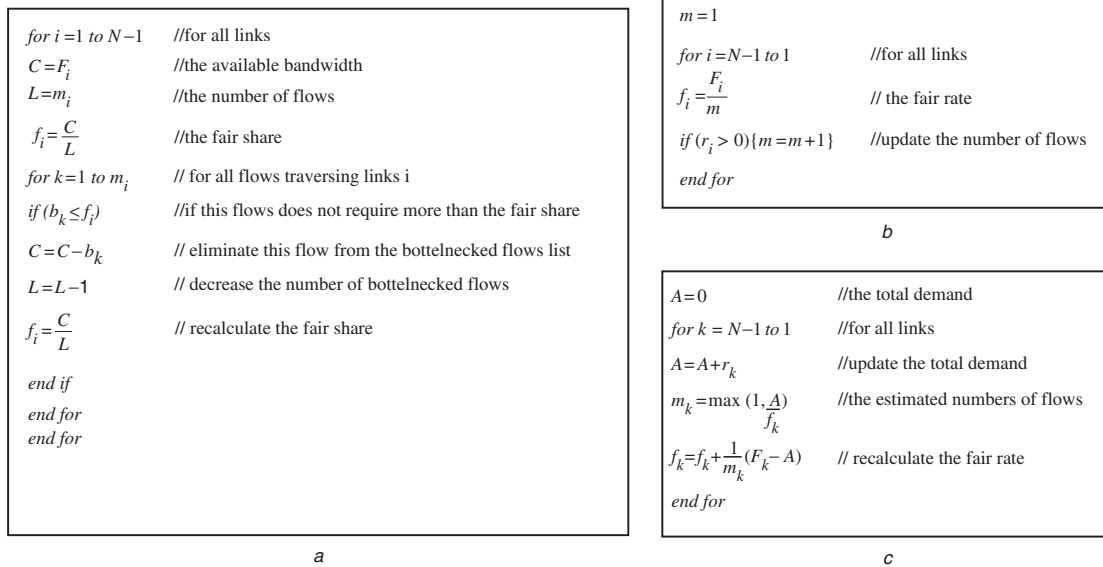 for i =1 to N–1 //for all links
C=F_i //the available bandwidth
L=m_i //the number of flows
f_i = C/L //the fair share
for k=1 to m_i // for all flows traversing links i
if (b_k ≤ f_i) //if this flows does not require more than the fair share
C=C–b_k // eliminate this flow from the bottelnecked flows list
L=L–1 // decrease the number of bottelnecked flows
f_i = C/L // recalculate the fair share
end if
end for
end for
a
m = 1
for i =N–1 to 1 //for all links
f_i = F_i/m // the fair rate
if (r_i > 0){m=m+1} //update the number of flows
end for
b
A=0 //the total demand
for k = N–1 to 1 //for all links
A=A+r_k //update the total demand
m_k =max (1, A/f_k) //the estimated numbers of flows
f_k=f_k+ 1/m_k (F_k – A) // recalculate the fair rate
end for
c